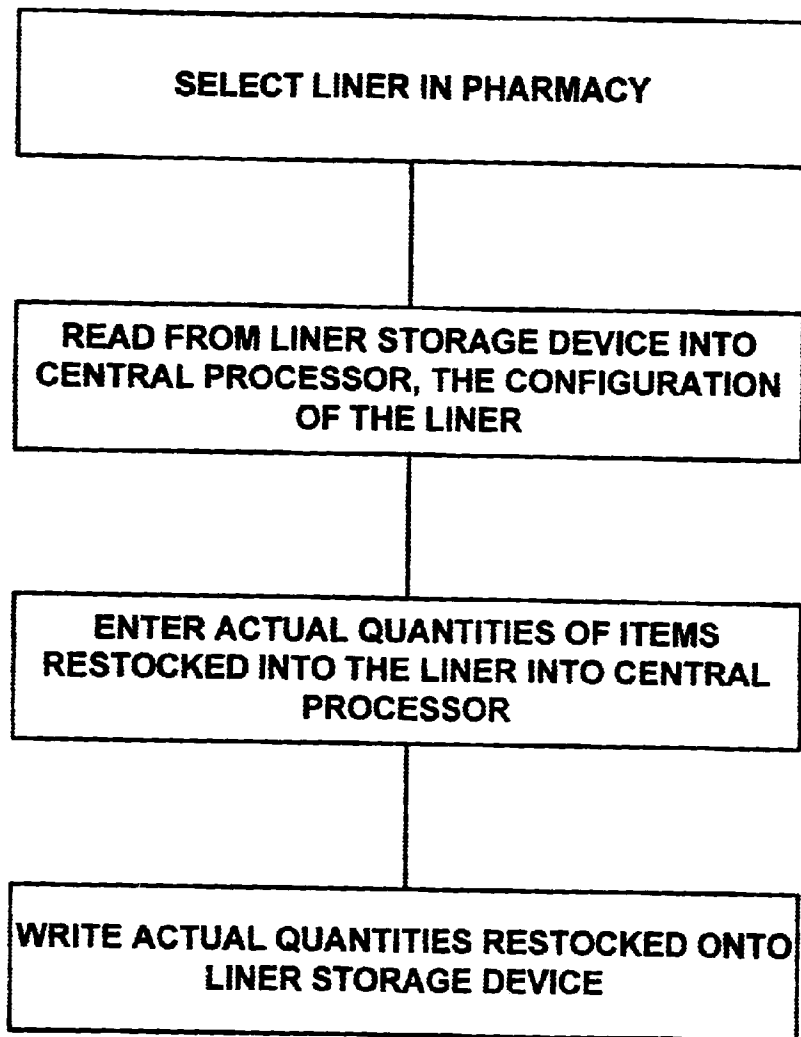 SELECT LINER IN PHARMACY
READ FROM LINER STORAGE DEVICE INTO
CENTRAL PROCESSOR, THE CONFIGURATION
OF THE LINER
ENTER ACTUAL QUANTITIES OF ITEMS
RESTOCKED INTO THE LINER INTO CENTRAL
PROCESSOR
WRITE ACTUAL QUANTITIES RESTOCKED ONTO
LINER STORAGE DEVICE